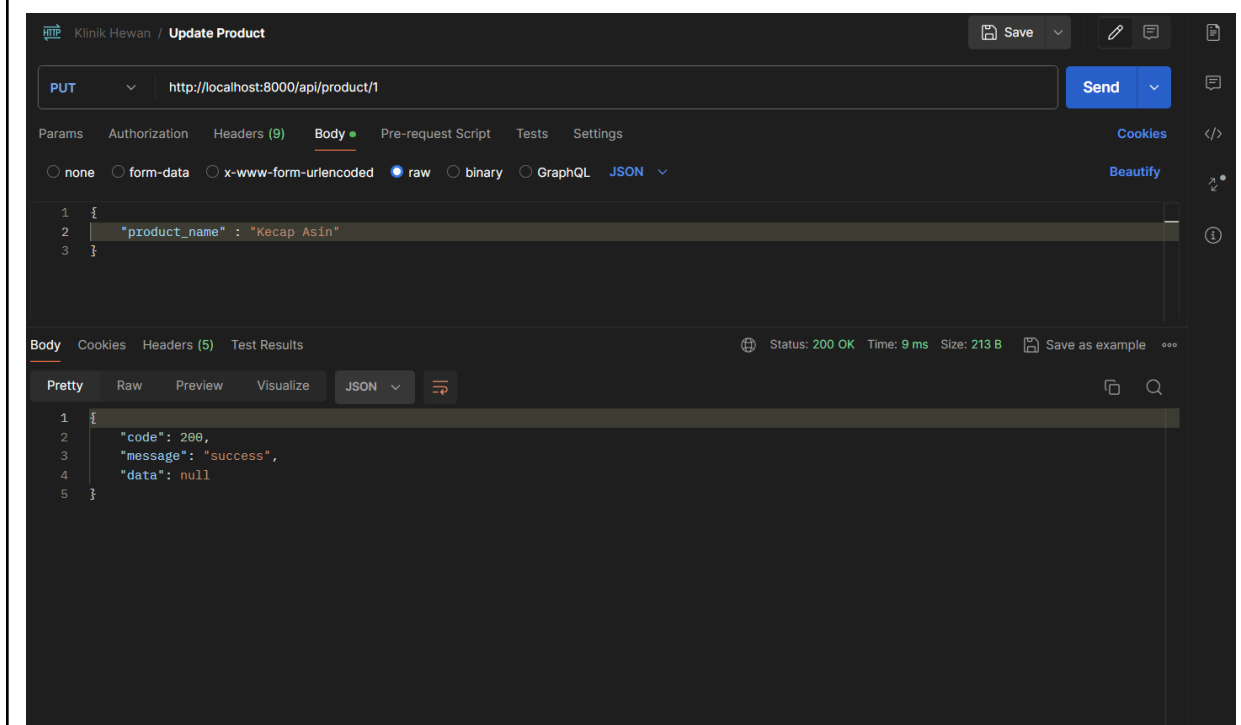 HTTP Klinik Hewan / Update Product Save
PUT http://localhost:8000/api/product/1 Send
Params Authorization Headers (9) Body Pre-request Script Tests Settings Cookies
none form-data x-www-form-urlencoded raw binary GraphQL JSON Beautify
1 {
2 "product_name" : "Kecap Asin"
3 }
Body Cookies Headers (5) Test Results Status: 200 OK Time: 9 ms Size: 213 B Save as example
Pretty Raw Preview Visualize JSON
1 {
2 "code": 200,
3 "message": "success",
4 "data": null
5 }